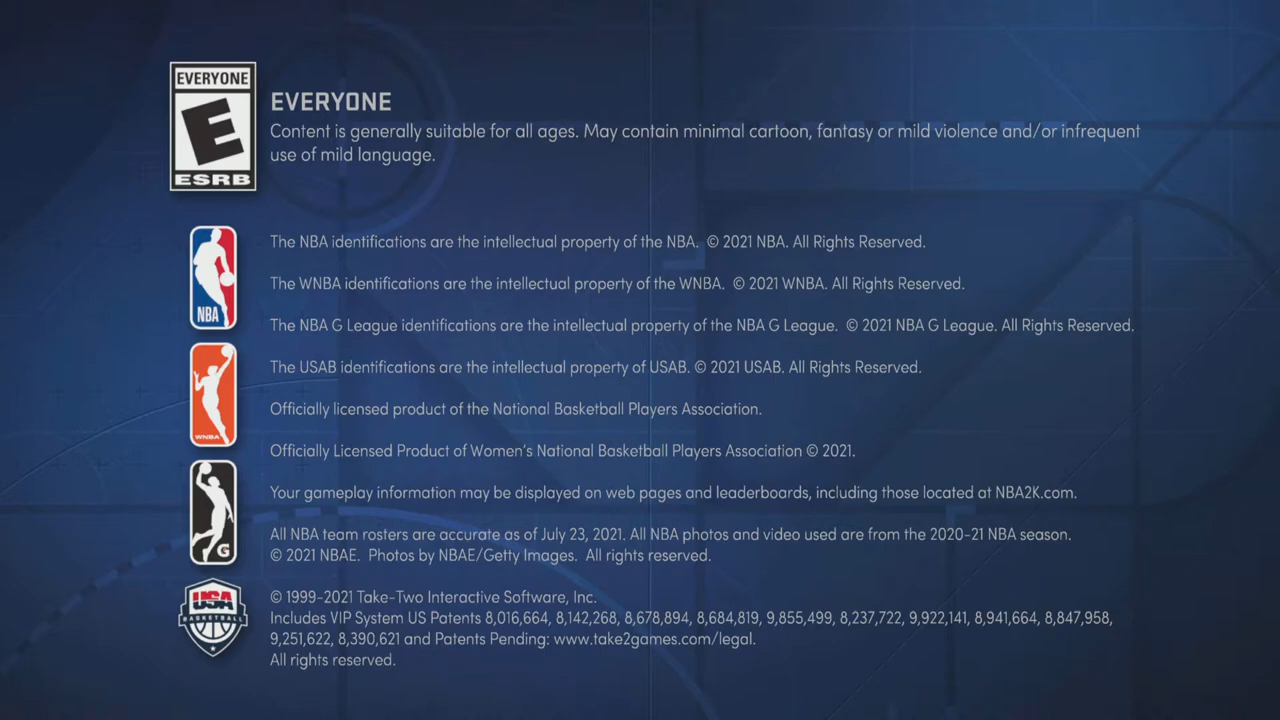 EVERYONE
E
ESRB
EVERYONE
Content is generally suitable for all ages. May contain minimal cartoon, fantasy or mild violence and/or infrequent
use of mild language.
NBA
The NBA identifications are the intellectual property of the NBA. © 2021 NBA. All Rights Reserved.
The WNBA identifications are the intellectual property of the WNBA. © 2021 WNBA. All Rights Reserved.
The NBA G League identifications are the intellectual property of the NBA G League. © 2021 NBA G League. All Rights Reserved.
WNBA
The USAB identifications are the intellectual property of USAB. © 2021 USAB. All Rights Reserved.
Officially licensed product of the National Basketball Players Association.
Officially Licensed Product of Women's National Basketball Players Association © 2021.
G
Your gameplay information may be displayed on web pages and leaderboards, including those located at NBA2K.com.
All NBA team rosters are accurate as of July 23, 2021. All NBA photos and video used are from the 2020-21 NBA season.
© 2021 NBAE. Photos by NBAE/Getty Images. All rights reserved.
USA
BASKETBALL
© 1999-2021 Take-Two Interactive Software, Inc.
Includes VIP System US Patents 8,016,664, 8,142,268, 8,678,894, 8,684,819, 9,855,499, 8,237,722, 9,922,141, 8,941,664, 8,847,958,
9,251,622, 8,390,621 and Patents Pending: www.take2games.com/legal.
All rights reserved.